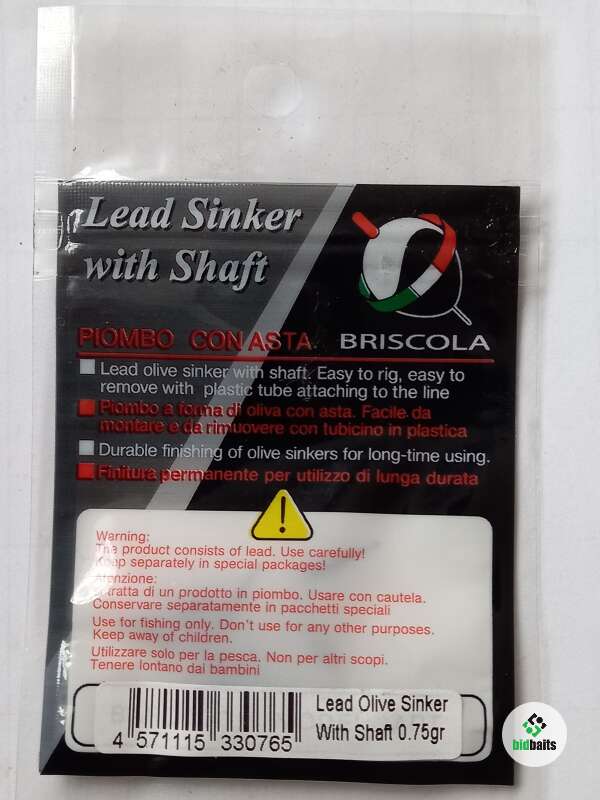 Lead Sinker
with Shaft
PIOMBO CON ASTA
BRISCOLA
Lead olive sinker with shaft. Easy to rig, easy to
remove with plastic tube attaching to the line
Piombo a forma di oliva con asta. Facile da
montare e da rimuovere con tubicino in plastica
Durable finishing of olive sinkers for long-time using.
Finitura permanente per utilizzo di lunga durata
Warning:
The product consists of lead. Use carefully!
Keep separately in special packages!
Attenzione:
tratta di un prodotto in piombo. Usare con cautela.
Conservare separatamente in pacchetti speciali
Use for fishing only. Don't use for any other purposes.
Keep away of children.
Utilizzare solo per la pesca. Non per altri scopi.
Tenere lontano dai bambini
Lead Olive Sinker
With Shaft 0.75gr
4 571115 330765
bidbaits